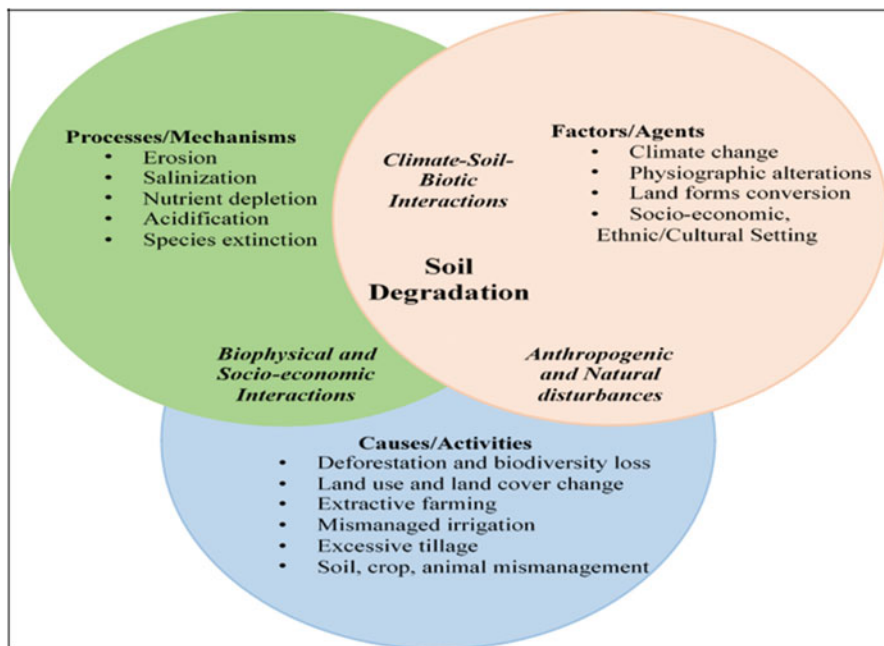 Processes/Mechanisms
• Erosion
• Salinization
• Nutrient depletion
• Acidification
• Species extinction
Climate-Soil-
Biotic
Interactions
Factors/Agents
• Climate change
• Physiographic alterations
• Land forms conversion
• Socio-economic,
Ethnic/Cultural Setting
Soil
Degradation
Biophysical and
Socio-economic
Interactions
Anthropogenic
and Natural
disturbances
Causes/Activities
• Deforestation and biodiversity loss
• Land use and land cover change
• Extractive farming
• Mismanaged irrigation
• Excessive tillage
• Soil, crop, animal mismanagement